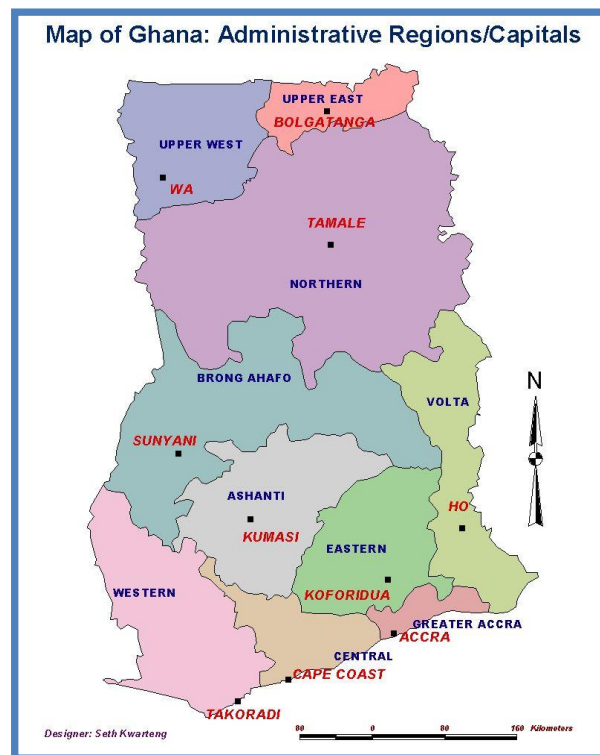 Map of Ghana: Administrative Regions/Capitals
UPPER EAST
BOLGATANGA
UPPER WEST
WA
TAMALE
NORTHERN
N
BRONG AHAFO
VOLTA
SUNYANI
ASHANTI
HO
KUMASI
EASTERN
WESTERN
KOFORIDUA
GREATER ACCRA
ACCRA
CENTRAL
CAPE COAST
TAKORADI
Designer: Seth Kwarteng
80 0 80 160 Kilometers